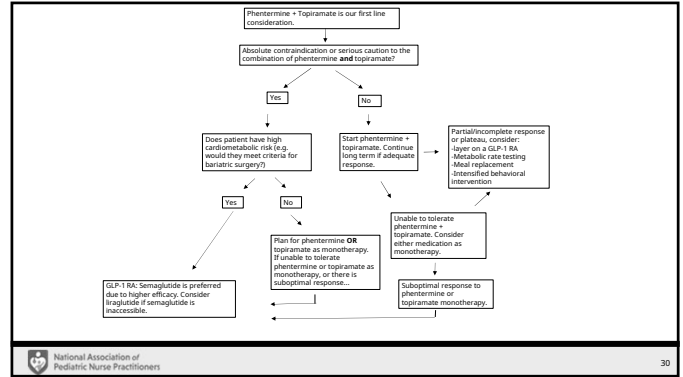 Phentermine + Topiramate is our first line
consideration.
Absolute contraindication or serious caution to the
combination of phentermine and topiramate?
Yes
No
Does patient have high
cardiometabolic risk (e.g.
would they meet criteria for
bariatric surgery?)
Start phentermine +
topiramate. Continue
long term if adequate
response.
Partial/incomplete response
or plateau, consider:
-layer on a GLP-1 RA
-Metabolic rate testing
-Meal replacement
-Intensified behavioral
intervention
Yes
No
Unable to tolerate
phentermine +
topiramate. Consider
either medication as
monotherapy.
Plan for phentermine OR
topiramate as monotherapy.
If unable to tolerate
phentermine or topiramate as
monotherapy, or there is
suboptimal response...
GLP-1 RA: Semaglutide is preferred
due to higher efficacy. Consider
liraglutide if semaglutide is
inaccessible.
Suboptimal response to
phentermine or
topiramate monotherapy.
National Association of
Pediatric Nurse Practitioners
30